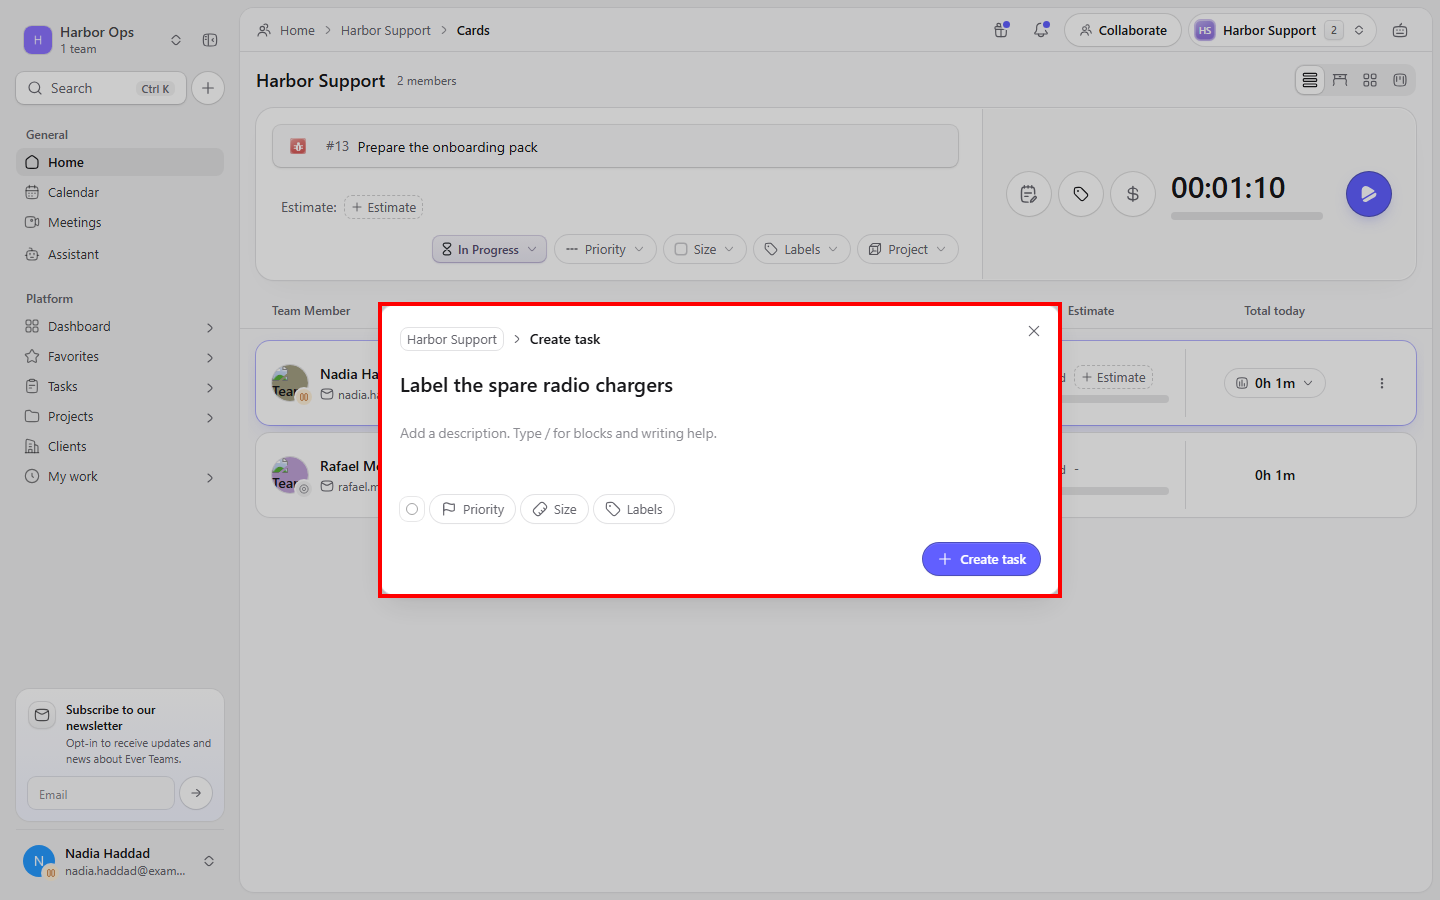 Harbor Ops
1 team
H
Search
Ctrl K
General
Home
Calendar
Meetings
Assistant
Platform
Dashboard
Favorites
Tasks
Projects
Clients
My work
Subscribe to our
newsletter
Opt-in to receive updates and
news about Ever Teams.
Email
N
Nadia Haddad
nadia.haddad@exam...
Home
Harbor Support
Cards
Collaborate
HS
Harbor Support
2
Harbor Support
2 members
#13 Prepare the onboarding pack
Estimate:
+ Estimate
In Progress
Priority
Size
Labels
Project
$
00:01:10
Team Member
Estimate
Total today
Nadia Ha
nadia.ha
+ Estimate
0h 1m
Rafael M
rafael.m
-
0h 1m
Harbor Support
Create task
Label the spare radio chargers
Add a description. Type / for blocks and writing help.
Priority
Size
Labels
Create task